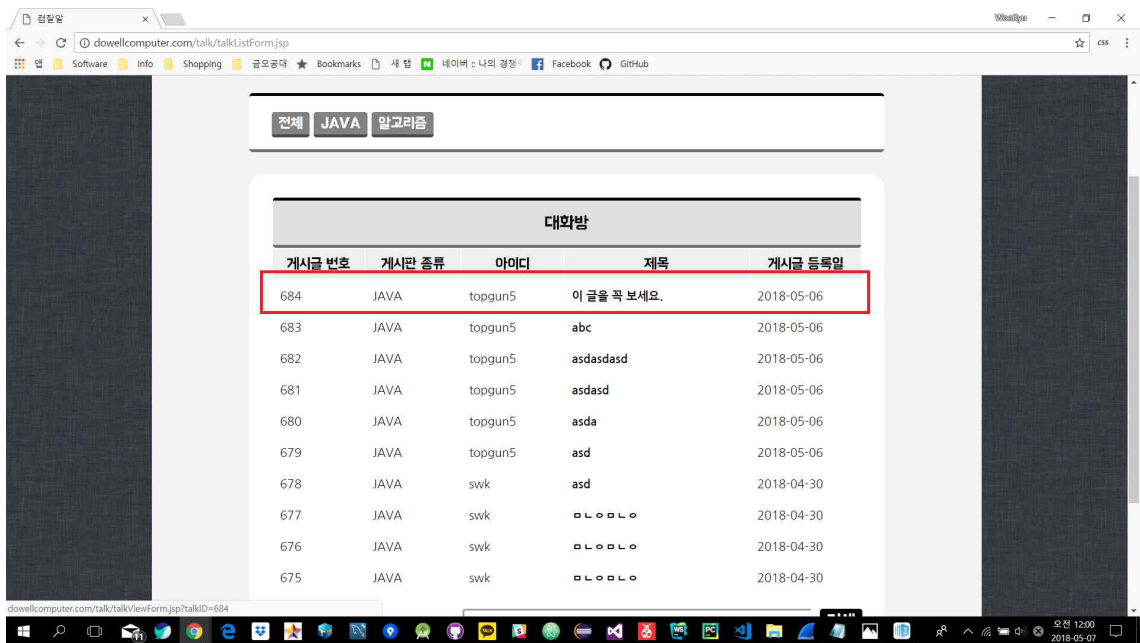 컴잘알
WooKyu
dowellcomputer.com/talk/talkListForm.jsp
css
앱 Software Info Shopping 금오공대 Bookmarks 새 탭 네이버 :: 나의 경쟁 Facebook GitHub
전체 JAVA 알고리즘
대화방
게시글 번호 게시판 종류 아이디 제목 게시글 등록일
684 JAVA topgun5 이 글을 꼭 보세요. 2018-05-06
683 JAVA topgun5 abc 2018-05-06
682 JAVA topgun5 asdasdasd 2018-05-06
681 JAVA topgun5 asdasd 2018-05-06
680 JAVA topgun5 asda 2018-05-06
679 JAVA topgun5 asd 2018-05-06
678 JAVA swk asd 2018-04-30
677 JAVA swk ㅁㄴㅇㅁㄴㅇ 2018-04-30
676 JAVA swk ㅁㄴㅇㅁㄴㅇ 2018-04-30
675 JAVA swk ㅁㄴㅇㅁㄴㅇ 2018-04-30
dowellcomputer.com/talk/talkViewForm.jsp?talkID=684
오전 12:00
2018-05-07